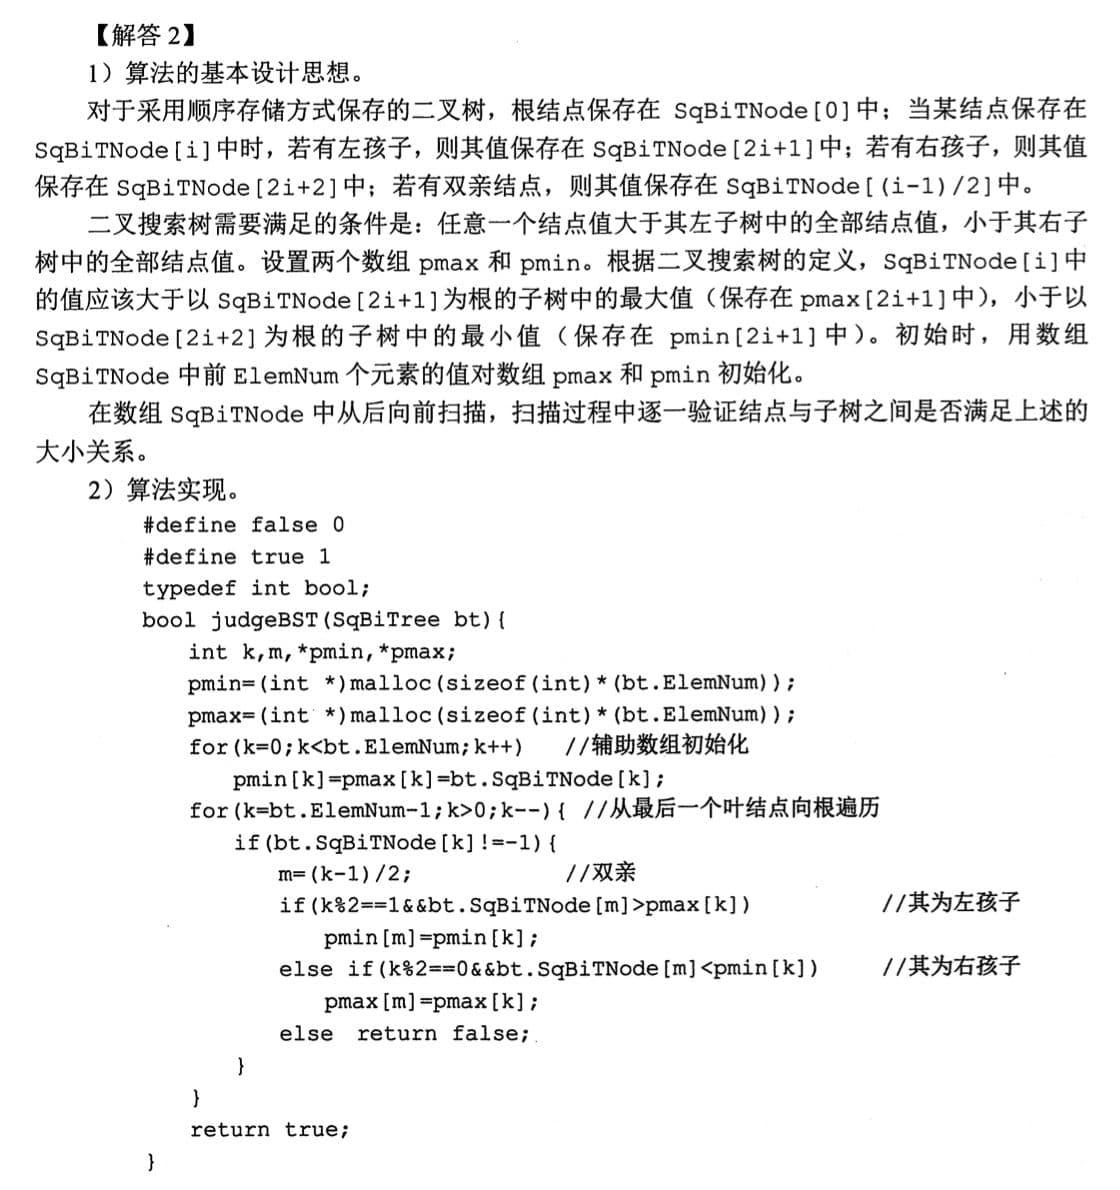 【解答 2】
1）算法的基本设计思想。
对于采用顺序存储方式保存的二叉树，根结点保存在 SqBiTNode[0]中；当某结点保存在
SqBiTNode[i]中时，若有左孩子，则其值保存在 SqBiTNode[2i+1]中；若有右孩子，则其值
保存在 SqBiTNode[2i+2]中；若有双亲结点，则其值保存在 SqBiTNode[(i-1)/2]中。
二叉搜索树需要满足的条件是：任意一个结点值大于其左子树中的全部结点值，小于其右子
树中的全部结点值。设置两个数组 pmax 和 pmin。根据二叉搜索树的定义，SqBiTNode[i]中
的值应该大于以 SqBiTNode[2i+1]为根的子树中的最大值（保存在 pmax[2i+1]中），小于以
SqBiTNode[2i+2]为根的子树中的最小值（保存在 pmin[2i+1]中）。初始时，用数组
SqBiTNode 中前 ElemNum 个元素的值对数组 pmax 和 pmin 初始化。
在数组 SqBiTNode 中从后向前扫描，扫描过程中逐一验证结点与子树之间是否满足上述的
大小关系。
2）算法实现。
#define false 0
#define true 1
typedef int bool;
bool judgeBST(SqBiTree bt){
int k,m,*pmin,*pmax;
pmin=(int *)malloc(sizeof(int)*(bt.ElemNum));
pmax=(int *)malloc(sizeof(int)*(bt.ElemNum));
for(k=0;k<bt.ElemNum;k++) //辅助数组初始化
pmin[k]=pmax[k]=bt.SqBiTNode[k];
for(k=bt.ElemNum-1;k>0;k--){ //从最后一个叶结点向根遍历
if(bt.SqBiTNode[k]!=-1){
m=(k-1)/2; //双亲
if(k%2==1&&bt.SqBiTNode[m]>pmax[k]) //其为左孩子
pmin[m]=pmin[k];
else if(k%2==0&&bt.SqBiTNode[m]<pmin[k]) //其为右孩子
pmax[m]=pmax[k];
else return false;
}
}
return true;
}